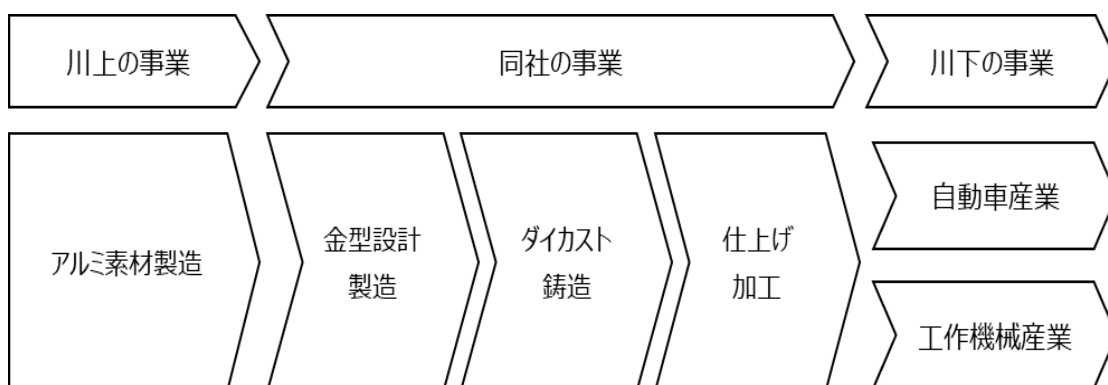 川上の事業
同社の事業
川下の事業
アルミ素材製造
金型設計
製造
ダイカスト
鋳造
仕上げ
加工
自動車産業
工作機械産業